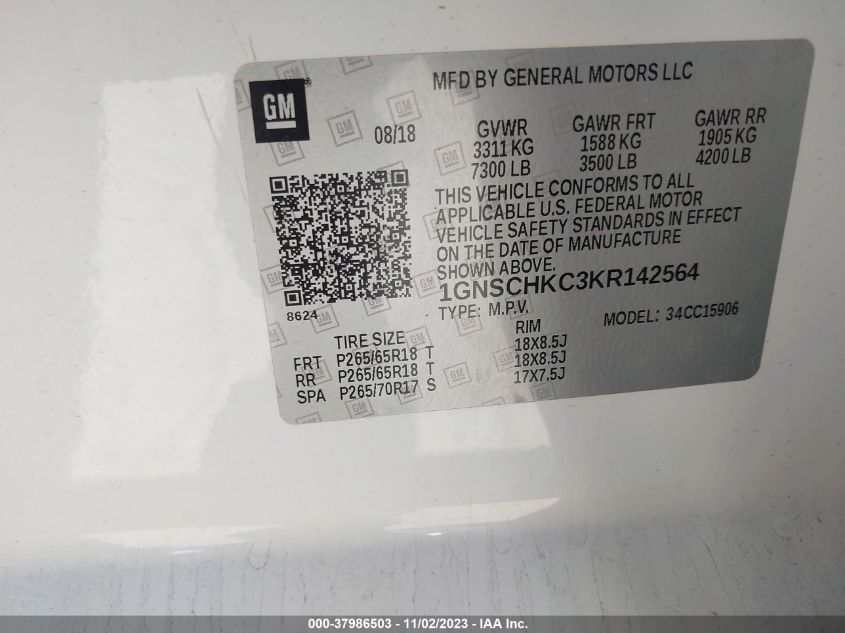 GM
MFD BY GENERAL MOTORS LLC
08/18
GVWR GAWR FRT GAWR RR
3311 KG 1588 KG 1905 KG
7300 LB 3500 LB 4200 LB
THIS VEHICLE CONFORMS TO ALL
APPLICABLE U.S. FEDERAL MOTOR
VEHICLE SAFETY STANDARDS IN EFFECT
ON THE DATE OF MANUFACTURE
SHOWN ABOVE.
1GNSCHKC3KR142564
8624
TYPE: M.P.V. MODEL: 34CC15906
TIRE SIZE RIM
FRT P265/65R18 T 18X8.5J
RR P265/65R18 T 18X8.5J
SPA P265/70R17 S 17X7.5J
000-37986503 - 11/02/2023 - IAA Inc.